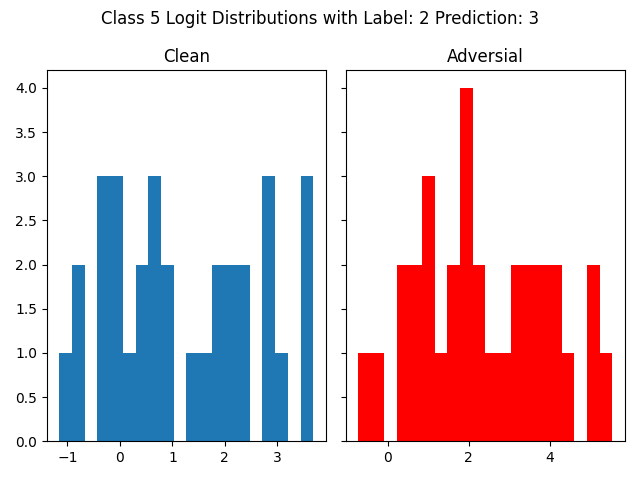 Class 5 Logit Distributions with Label: 2 Prediction: 3
Clean
Adversial
4.0
3.5
3.0
2.5
2.0
1.5
1.0
0.5
0.0
−1 0 1 2 3
0 2 4